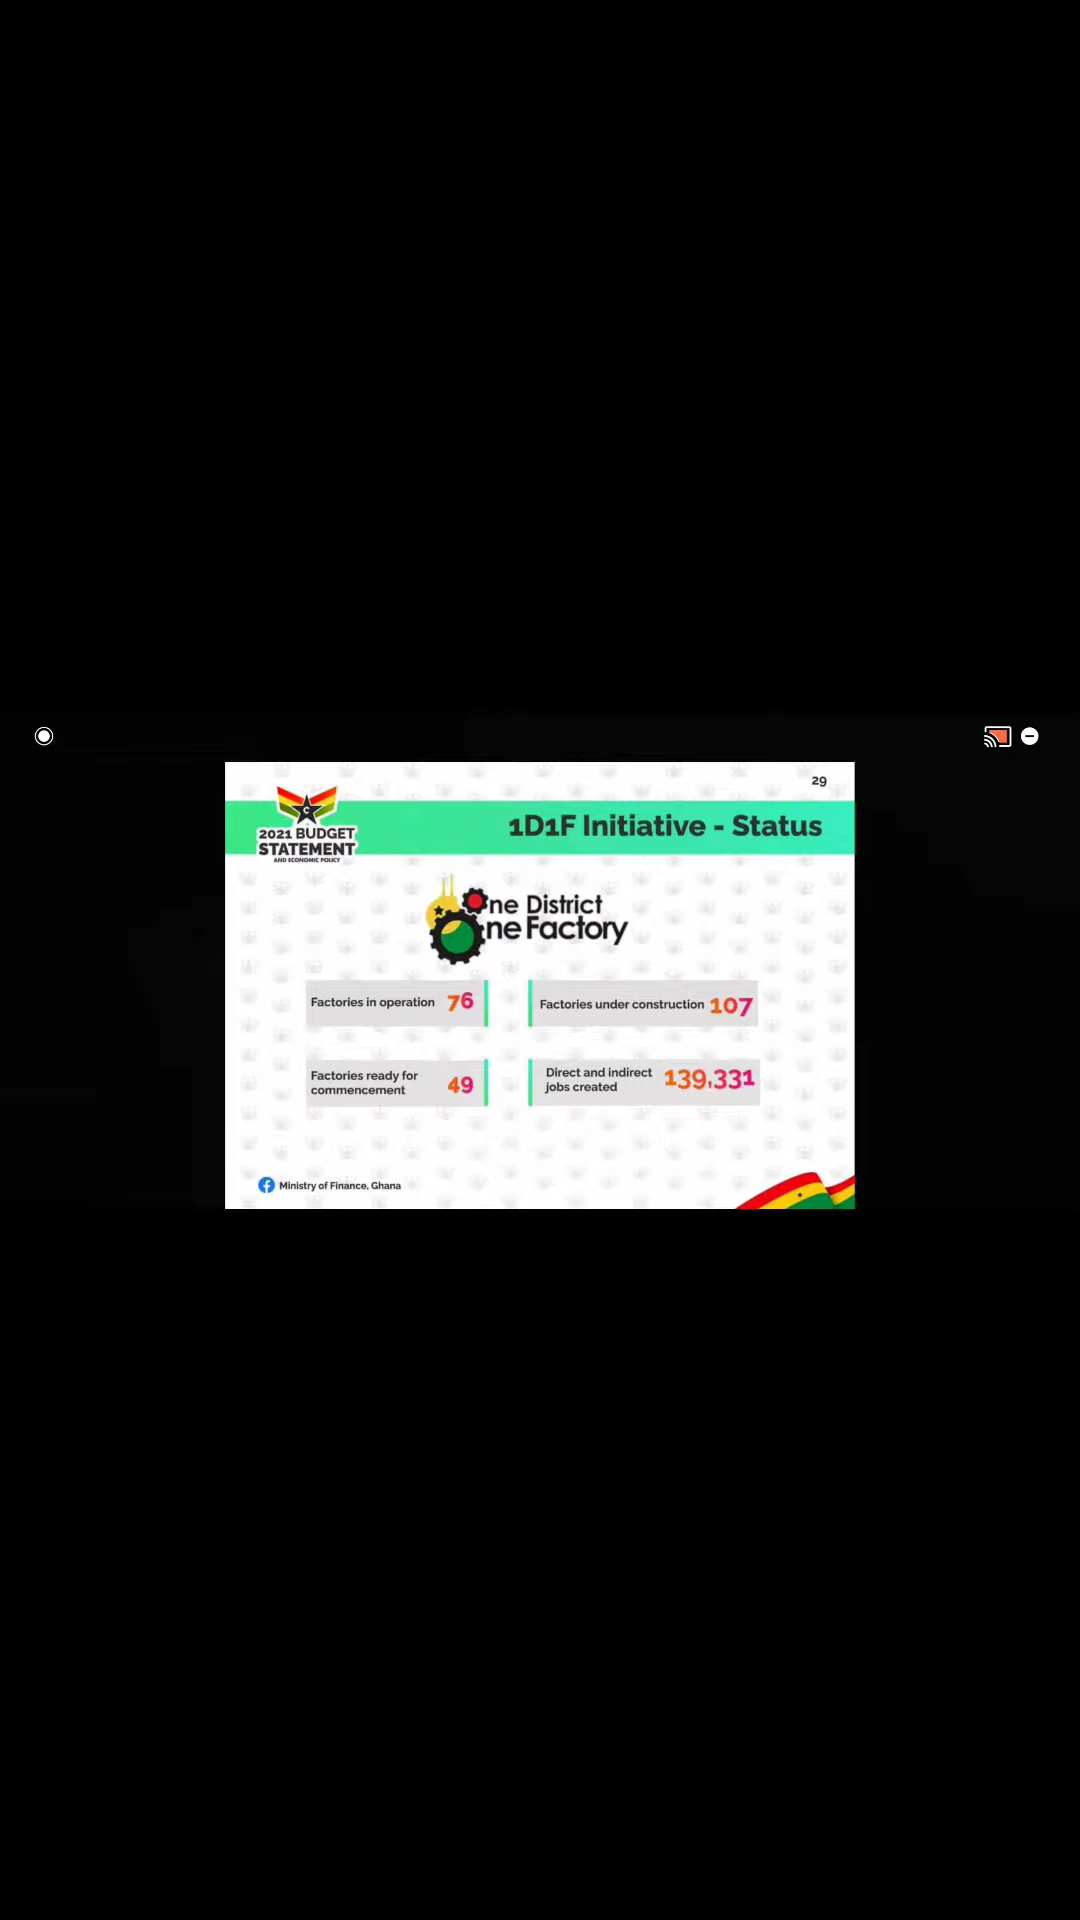 29
2021 BUDGET
STATEMENT
AND ECONOMIC POLICY
1D1F Initiative - Status
ne District
ne Factory
Factories in operation 76
Factories under construction 107
Factories ready for
commencement 49
Direct and indirect
jobs created 139,331
Ministry of Finance, Ghana